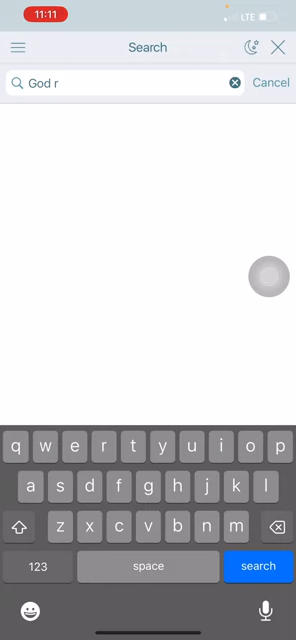 11:11
LTE
Search
God r
Cancel
q w e r t y u i o p
a s d f g h j k l
z x c v b n m
123 space search